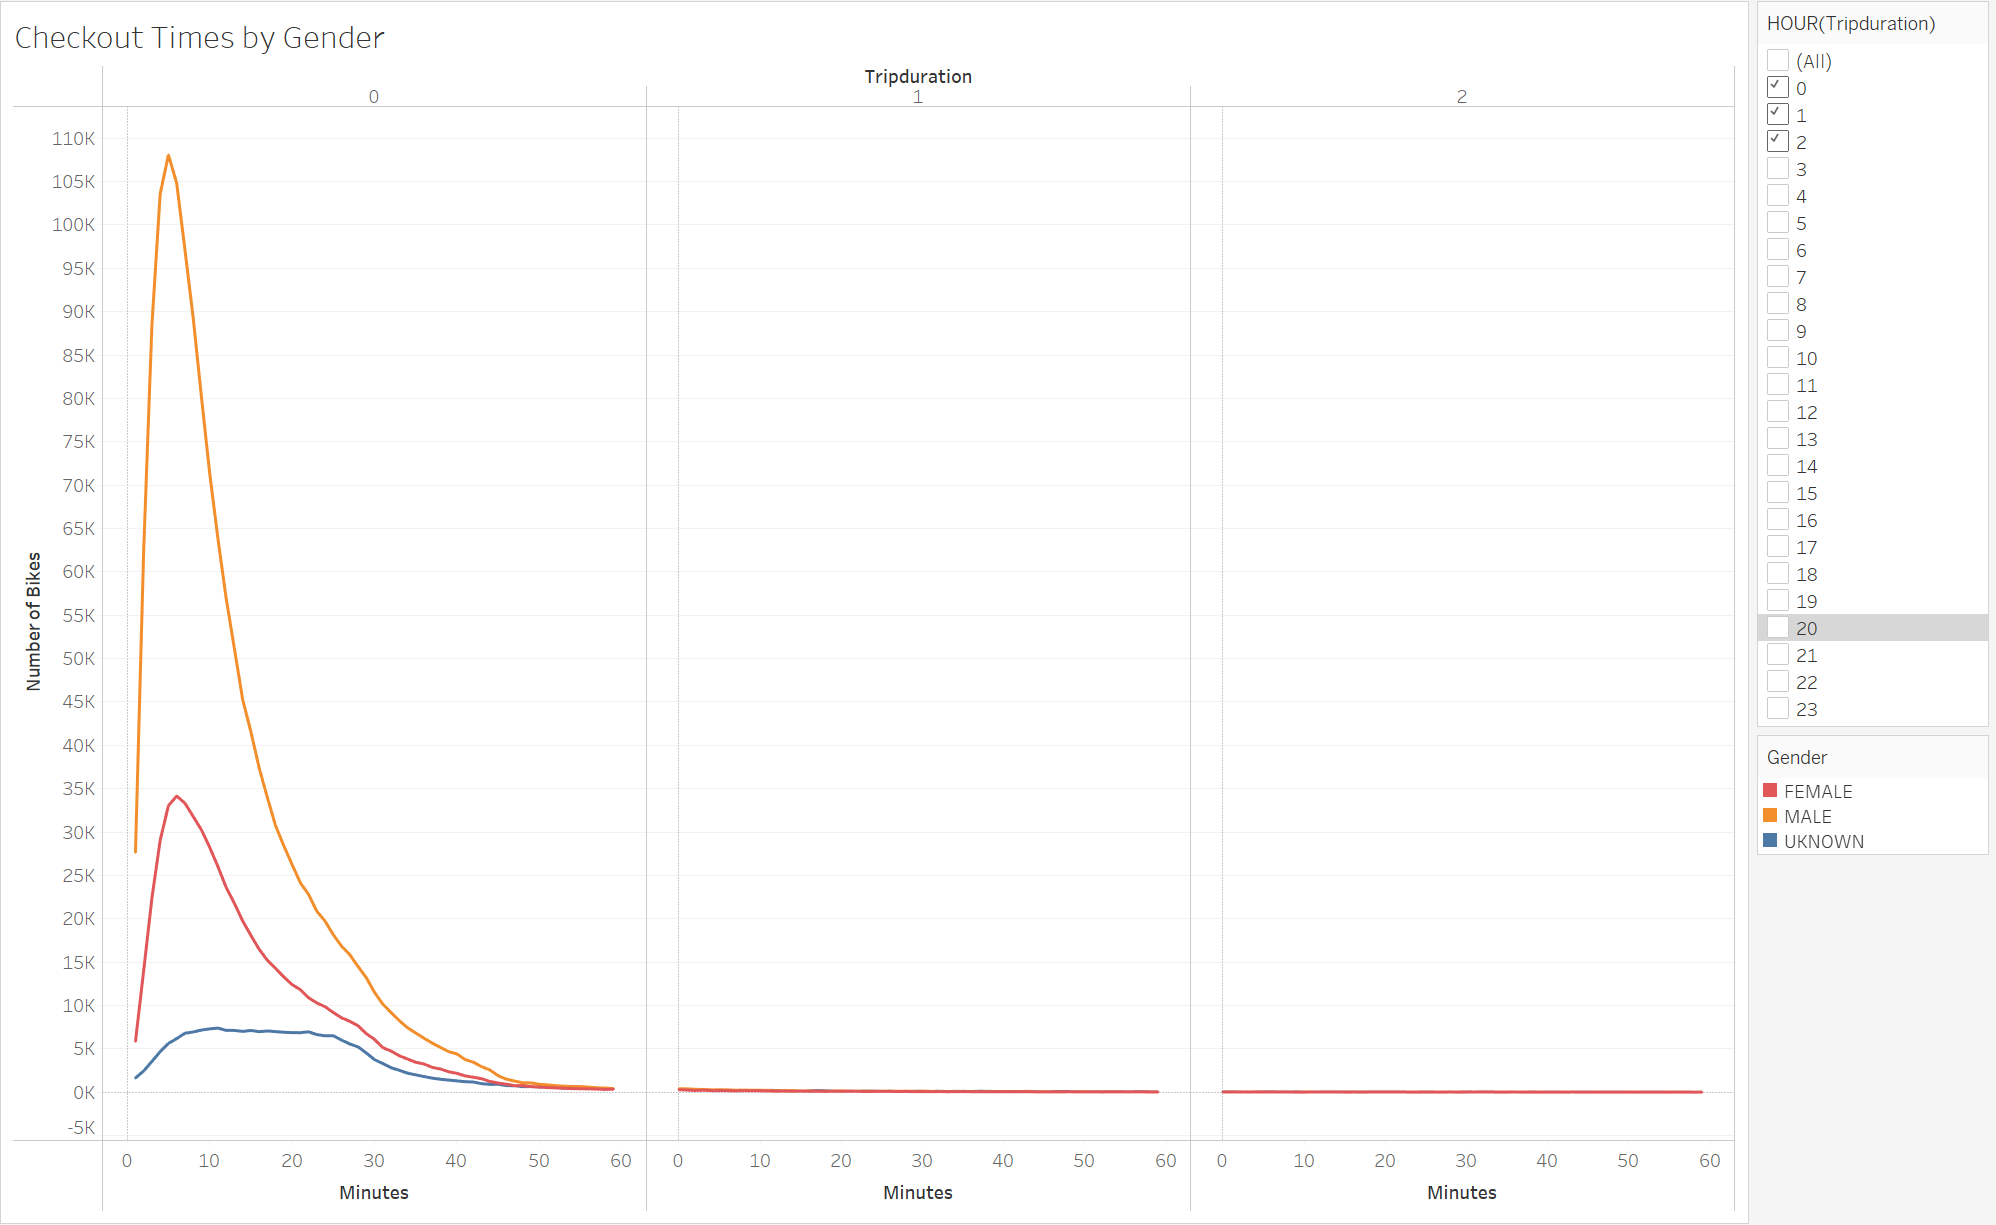 Checkout Times by Gender
Tripduration
0 1 2
110K
105K
100K
95K
90K
85K
80K
75K
70K
65K
60K
55K
50K
45K
40K
35K
30K
25K
20K
15K
10K
5K
0K
-5K
Number of Bikes
0 10 20 30 40 50 60 0 10 20 30 40 50 60 0 10 20 30 40 50 60
Minutes Minutes Minutes
HOUR(Tripduration)
(All)
0
1
2
3
4
5
6
7
8
9
10
11
12
13
14
15
16
17
18
19
20
21
22
23
Gender
FEMALE
MALE
UKNOWN